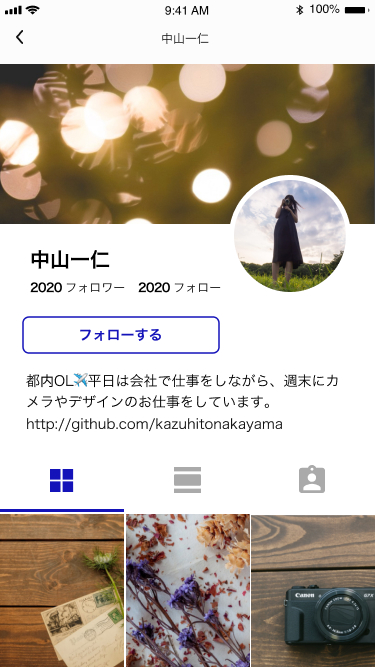 9:41 AM
100%
中山一仁
中山一仁
2020 フォロワー 2020 フォロー
フォローする
都内OL✈️平日は会社で仕事をしながら、週末にカ
メラやデザインのお仕事をしています。
http://github.com/kazuhitonakayama
Canon